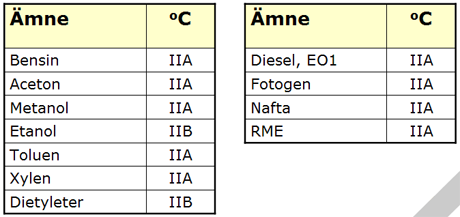 Ämne ºC
Bensin IIA
Aceton IIA
Metanol IIA
Etanol IIB
Toluen IIA
Xylen IIA
Dietyleter IIB
Ämne ºC
Diesel, EO1 IIA
Fotogen IIA
Nafta IIA
RME IIA